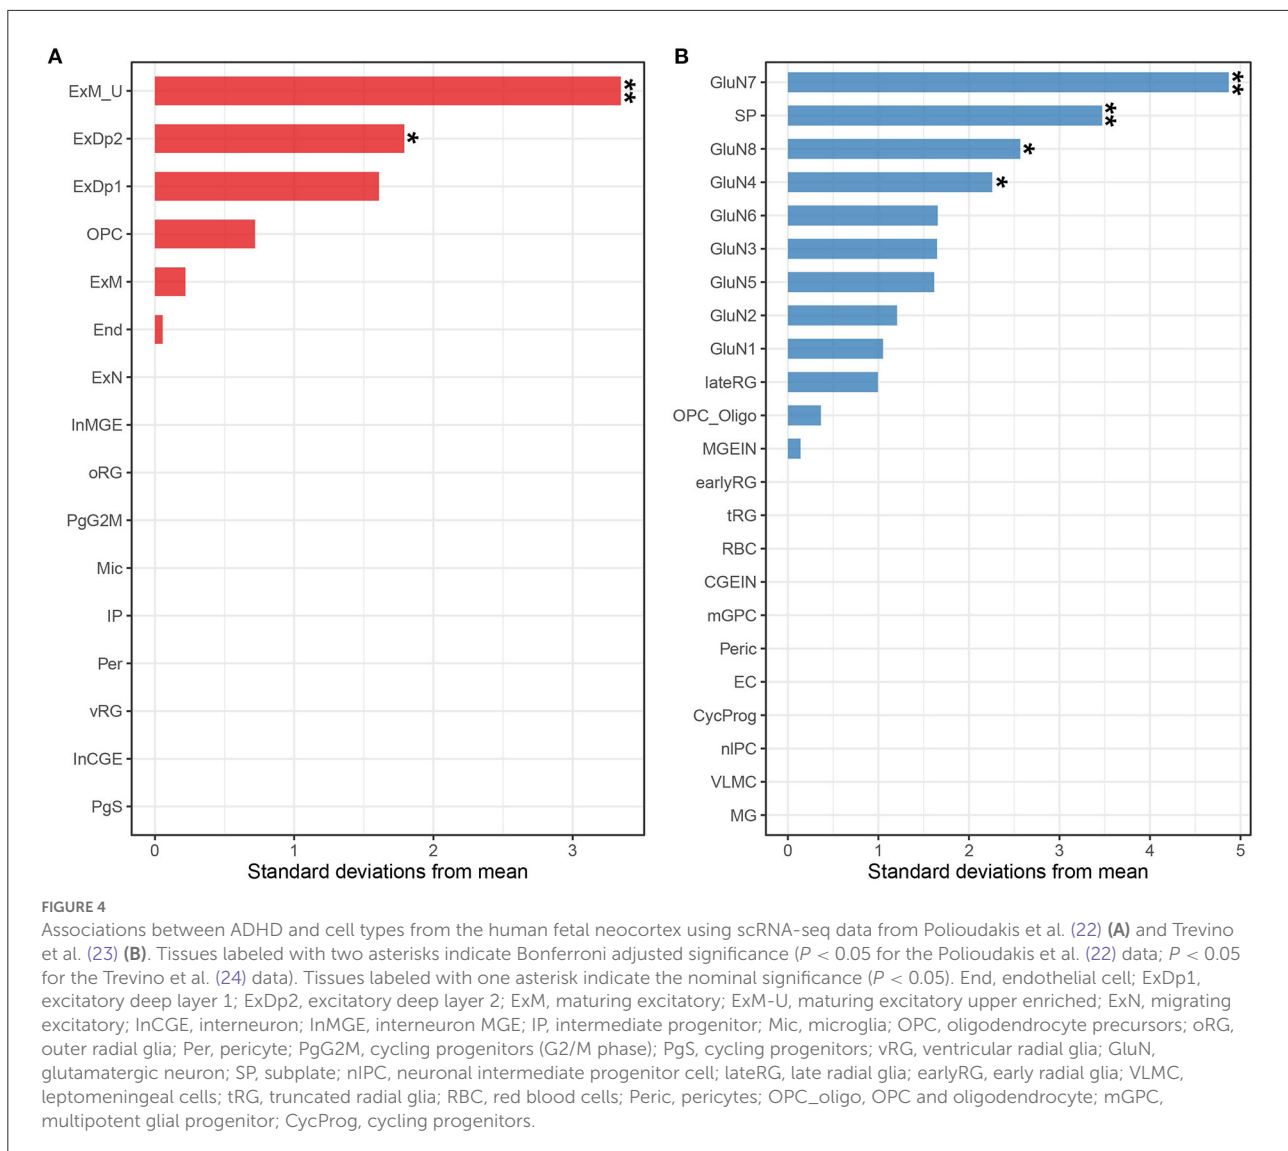 A
ExM_U
**
ExDp2
*
ExDp1
OPC
ExM
End
ExN
InMGE
oRG
PgG2M
Mic
IP
Per
vRG
InCGE
PgS
0 1 2 3
Standard deviations from mean
B
GluN7
**
SP
**
GluN8
*
GluN4
*
GluN6
GluN3
GluN5
GluN2
GluN1
lateRG
OPC_Oligo
MGEIN
earlyRG
tRG
RBC
CGEIN
mGPC
Peric
EC
CycProg
nIPC
VLMC
MG
0 1 2 3 4 5
Standard deviations from mean
FIGURE 4
Associations between ADHD and cell types from the human fetal neocortex using scRNA-seq data from Polioudakis et al. (22) (A) and Trevino
et al. (23) (B). Tissues labeled with two asterisks indicate Bonferroni adjusted significance (P < 0.05 for the Polioudakis et al. (22) data; P < 0.05
for the Trevino et al. (24) data). Tissues labeled with one asterisk indicate the nominal significance (P < 0.05). End, endothelial cell; ExDp1,
excitatory deep layer 1; ExDp2, excitatory deep layer 2; ExM, maturing excitatory; ExM-U, maturing excitatory upper enriched; ExN, migrating
excitatory; InCGE, interneuron; InMGE, interneuron MGE; IP, intermediate progenitor; Mic, microglia; OPC, oligodendrocyte precursors; oRG,
outer radial glia; Per, pericyte; PgG2M, cycling progenitors (G2/M phase); PgS, cycling progenitors; vRG, ventricular radial glia; GluN,
glutamatergic neuron; SP, subplate; nIPC, neuronal intermediate progenitor cell; lateRG, late radial glia; earlyRG, early radial glia; VLMC,
leptomeningeal cells; tRG, truncated radial glia; RBC, red blood cells; Peric, pericytes; OPC_oligo, OPC and oligodendrocyte; mGPC,
multipotent glial progenitor; CycProg, cycling progenitors.